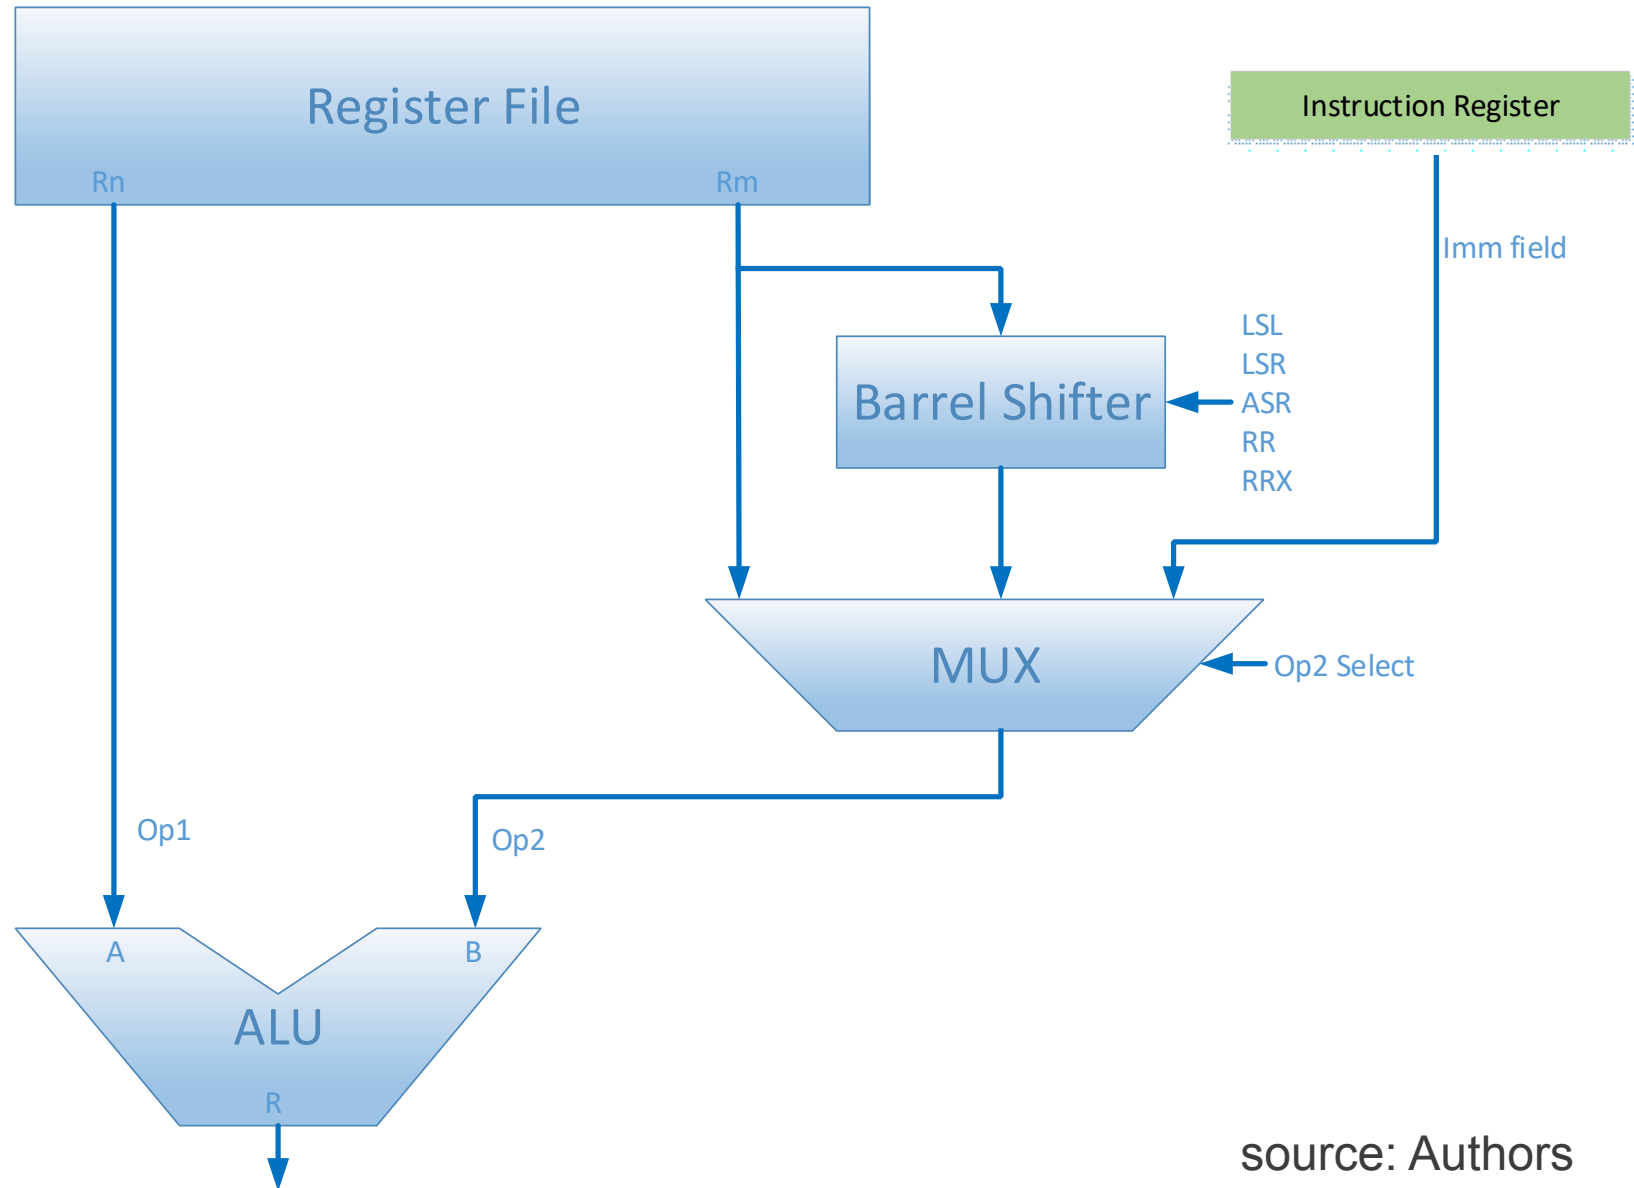 Register File
Instruction Register
Rn
Rm
Imm field
LSL
LSR
Barrel Shifter
ASR
RR
RRX
MUX
Op2 Select
Op1
Op2
A
B
ALU
R
source: Authors